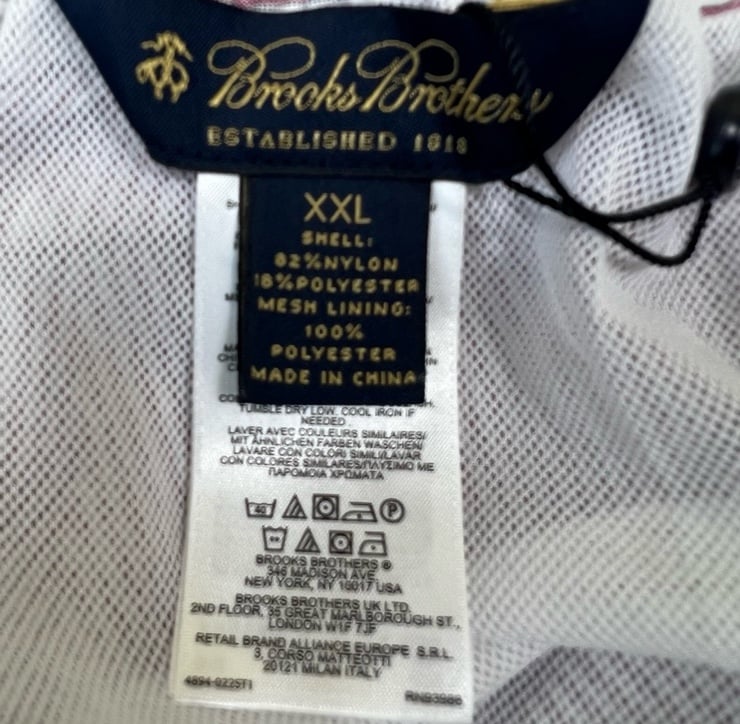 Brooks Brothers
ESTABLISHED 1818
XXL
SHELL:
82%NYLON
18%POLYESTER
MESH LINING:
100%
POLYESTER
MADE IN CHINA
TUMBLE DRY LOW. COOL IRON IF
NEEDED
LAVER AVEC COULEURS SIMILAIRES/
MIT ÄHNLICHEN FARBEN WASCHEN/
LAVARE CON COLORI SIMILI/LAVAR
CON COLORES SIMILARES/ΠΛΥΣΙΜΟ ΜΕ
ΠΑΡΟΜΟΙΑ ΧΡΩΜΑΤΑ
40
P
BROOKS BROTHERS ®
346 MADISON AVE,
NEW YORK, NY 10017 USA
BROOKS BROTHERS UK LTD.
2ND FLOOR, 35 GREAT MARLBOROUGH ST.,
LONDON W1F 7JF
RETAIL BRAND ALLIANCE EUROPE S.R.L.
3, CORSO MATTEOTTI
20121 MILAN ITALY
4894-0225T1